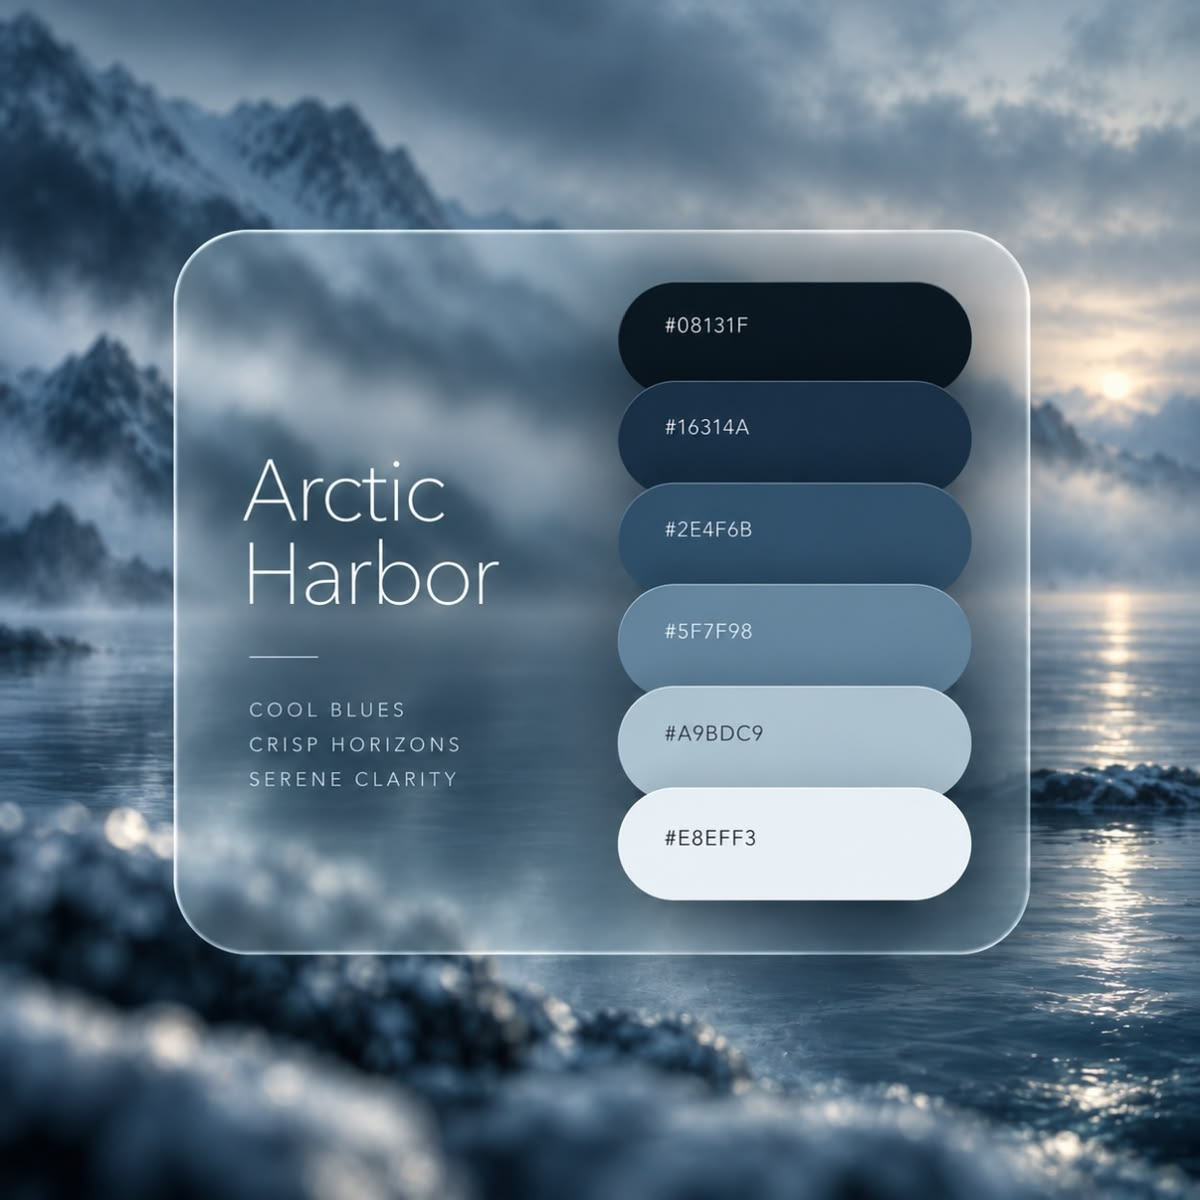 Arctic
Harbor
COOL BLUES
CRISP HORIZONS
SERENE CLARITY
#08131F
#16314A
#2E4F6B
#5F7F98
#A9BDC9
#E8EFF3